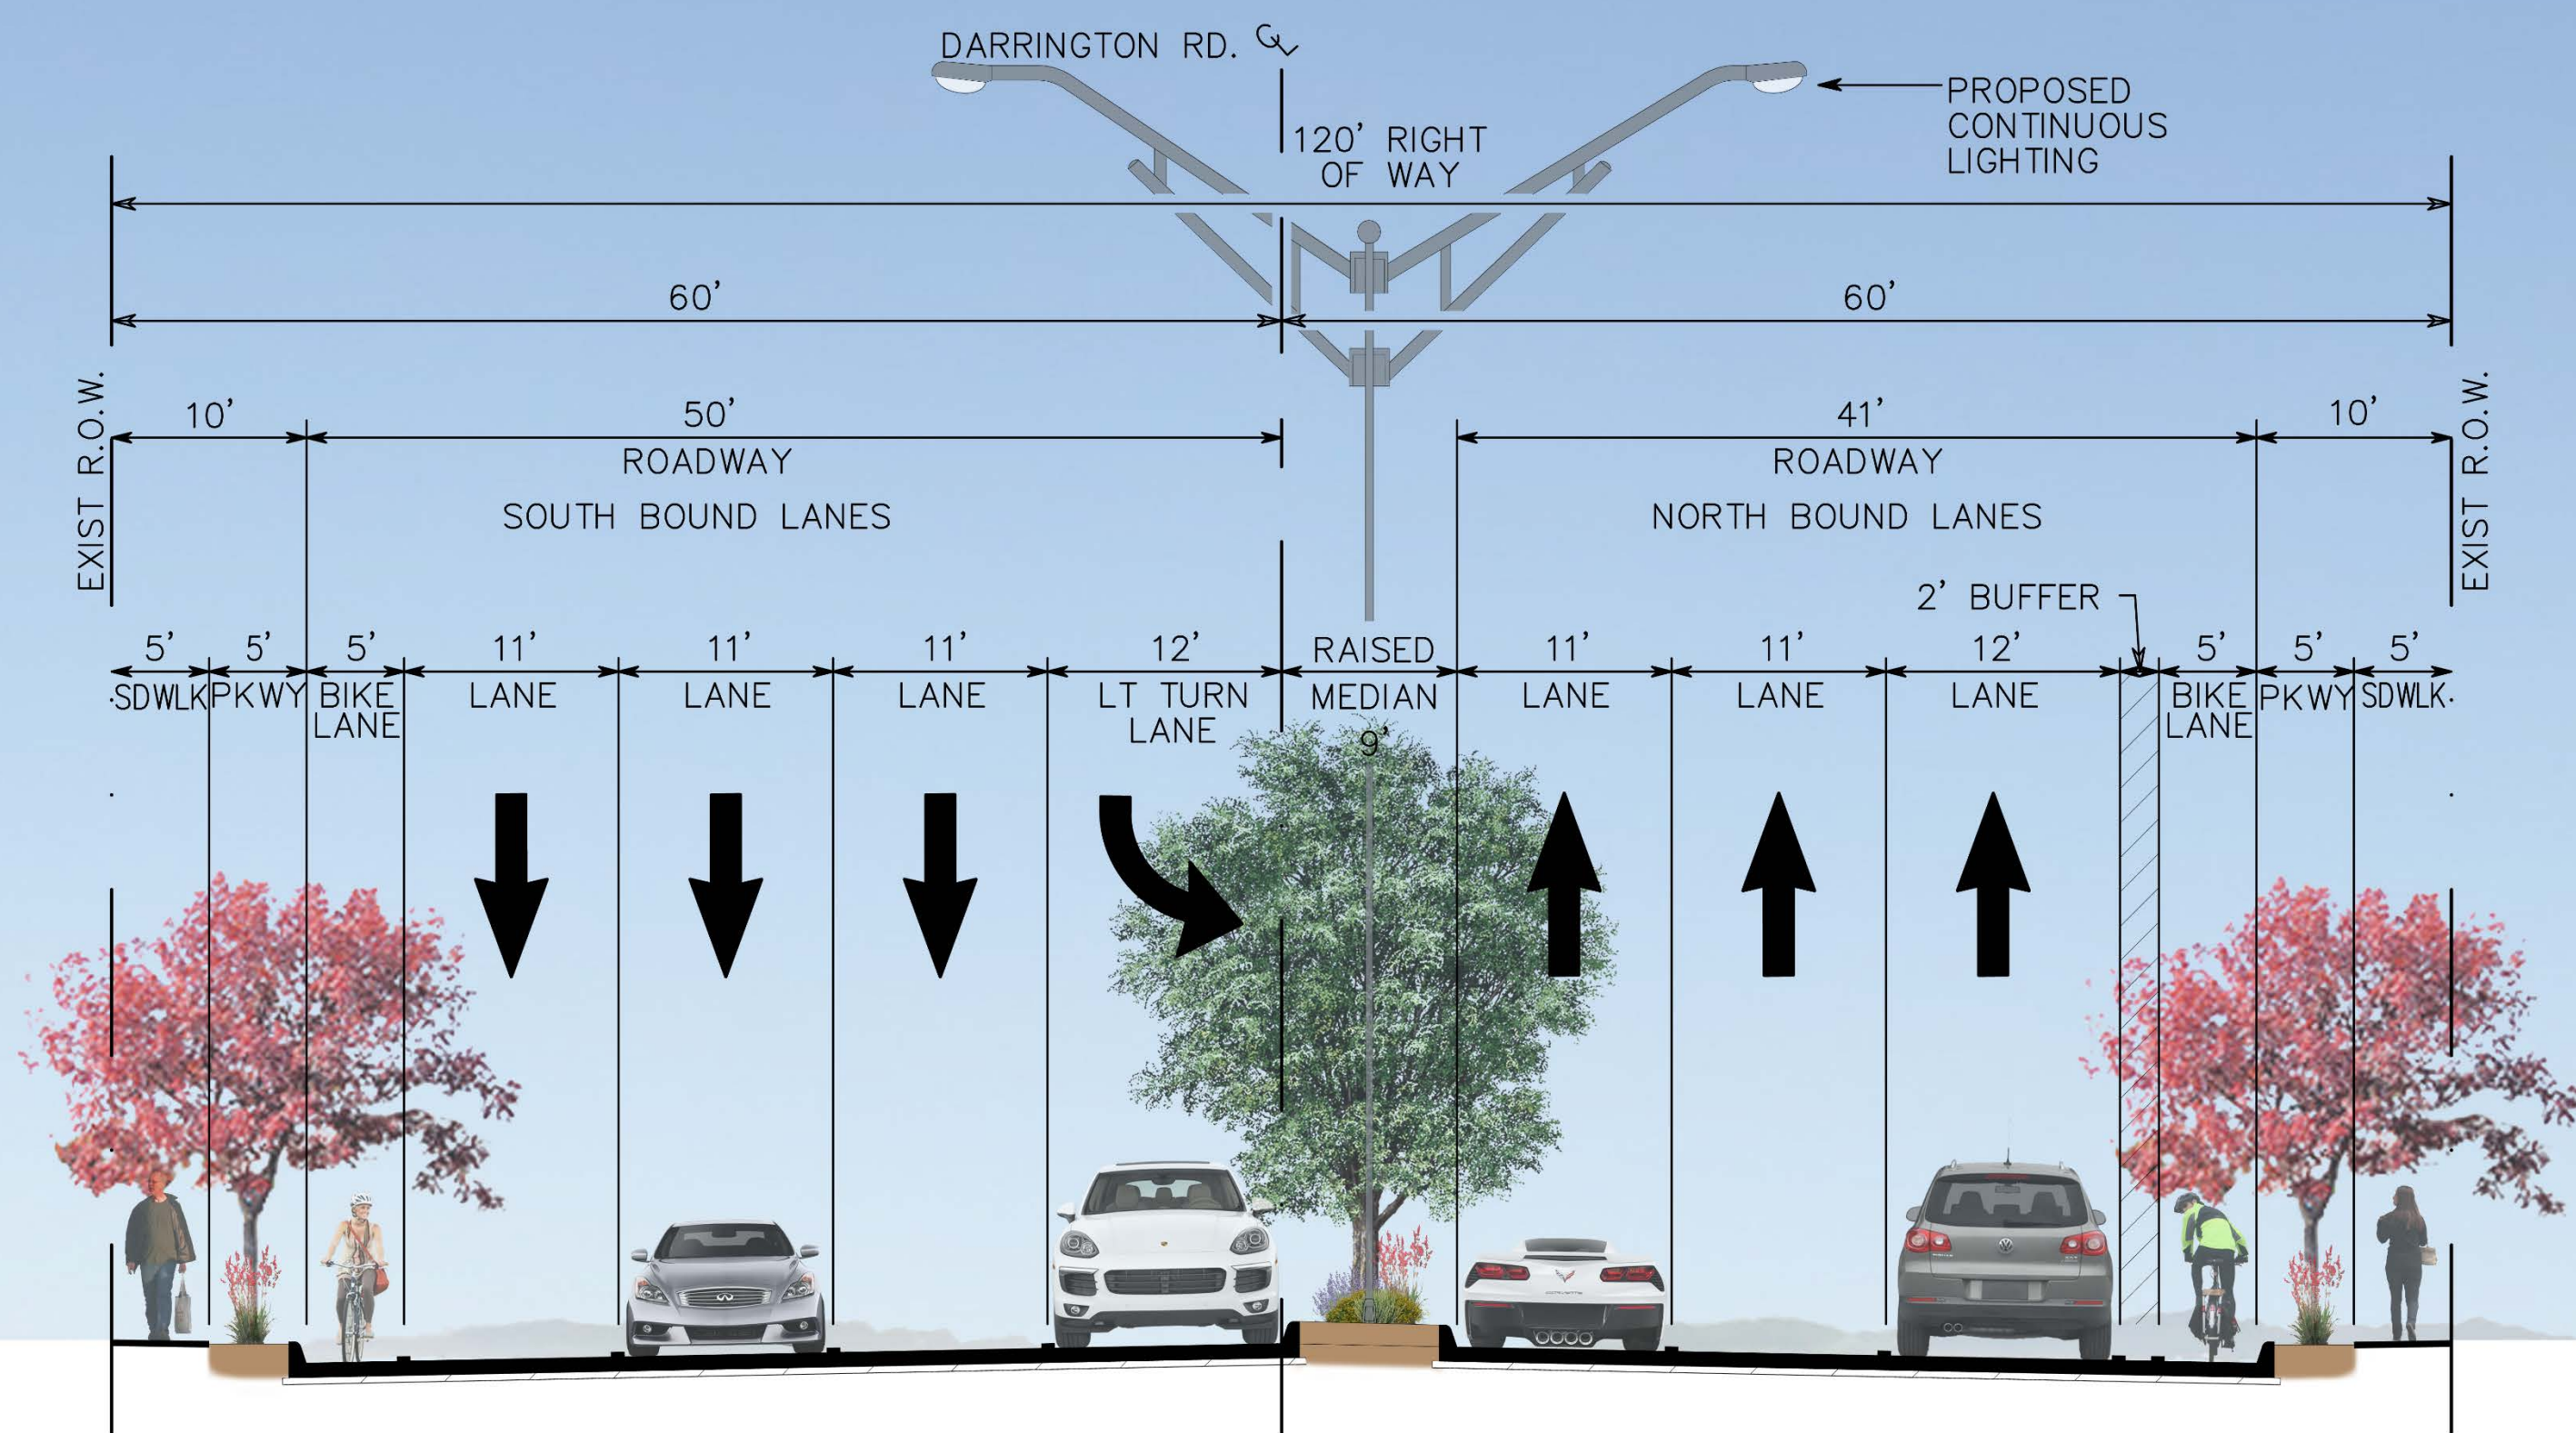 DARRINGTON RD. ℄
PROPOSED
CONTINUOUS
LIGHTING
120' RIGHT
OF WAY
60'
60'
EXIST R.O.W.
10'
50'
ROADWAY
SOUTH BOUND LANES
41'
ROADWAY
NORTH BOUND LANES
10'
EXIST R.O.W.
2' BUFFER
5' 5' 5' 11' 11' 11' 12' RAISED 11' 11' 12' 5' 5' 5'
SDWLK PKWY BIKE LANE LANE LANE LT TURN MEDIAN LANE LANE LANE BIKE PKWY SDWLK
LANE LANE 9' LANE